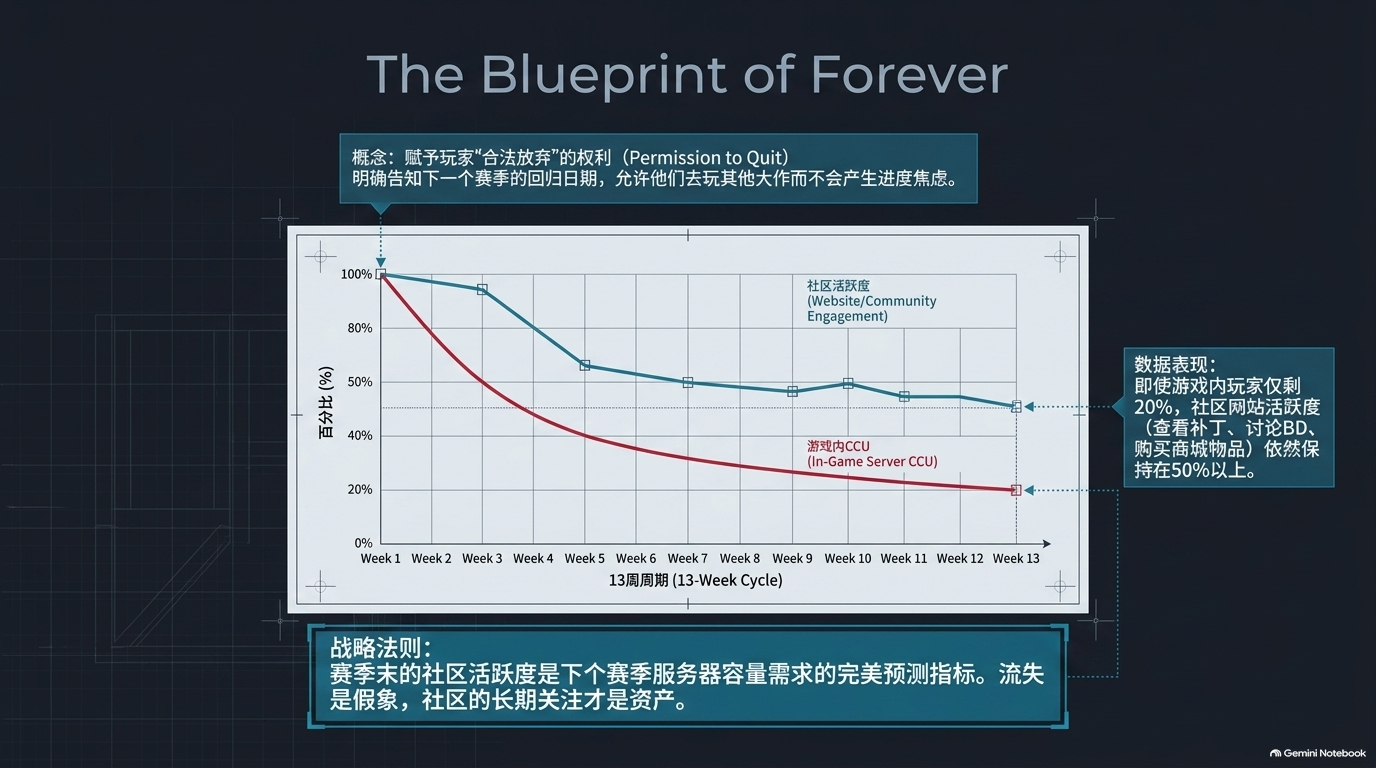 The Blueprint of Forever
概念：赋予玩家“合法放弃”的权利（Permission to Quit）
明确告知下一个赛季的回归日期，允许他们去玩其他大作而不会产生进度焦虑。
100%
80%
50%
40%
20%
0%
百分比 (%)
社区活跃度
(Website/Community
Engagement)
游戏内CCU
(In-Game Server CCU)
Week 1 Week 2 Week 3 Week 4 Week 5 Week 6 Week 7 Week 8 Week 9 Week 10 Week 11 Week 12 Week 13
13周周期 (13-Week Cycle)
数据表现：
即使游戏内玩家仅剩
20%，社区网站活跃度
（查看补丁、讨论BD、
购买商城物品）依然保
持在50%以上。
战略法则：
赛季末的社区活跃度是下个赛季服务器容量需求的完美预测指标。流失
是假象，社区的长期关注才是资产。
Gemini Notebook